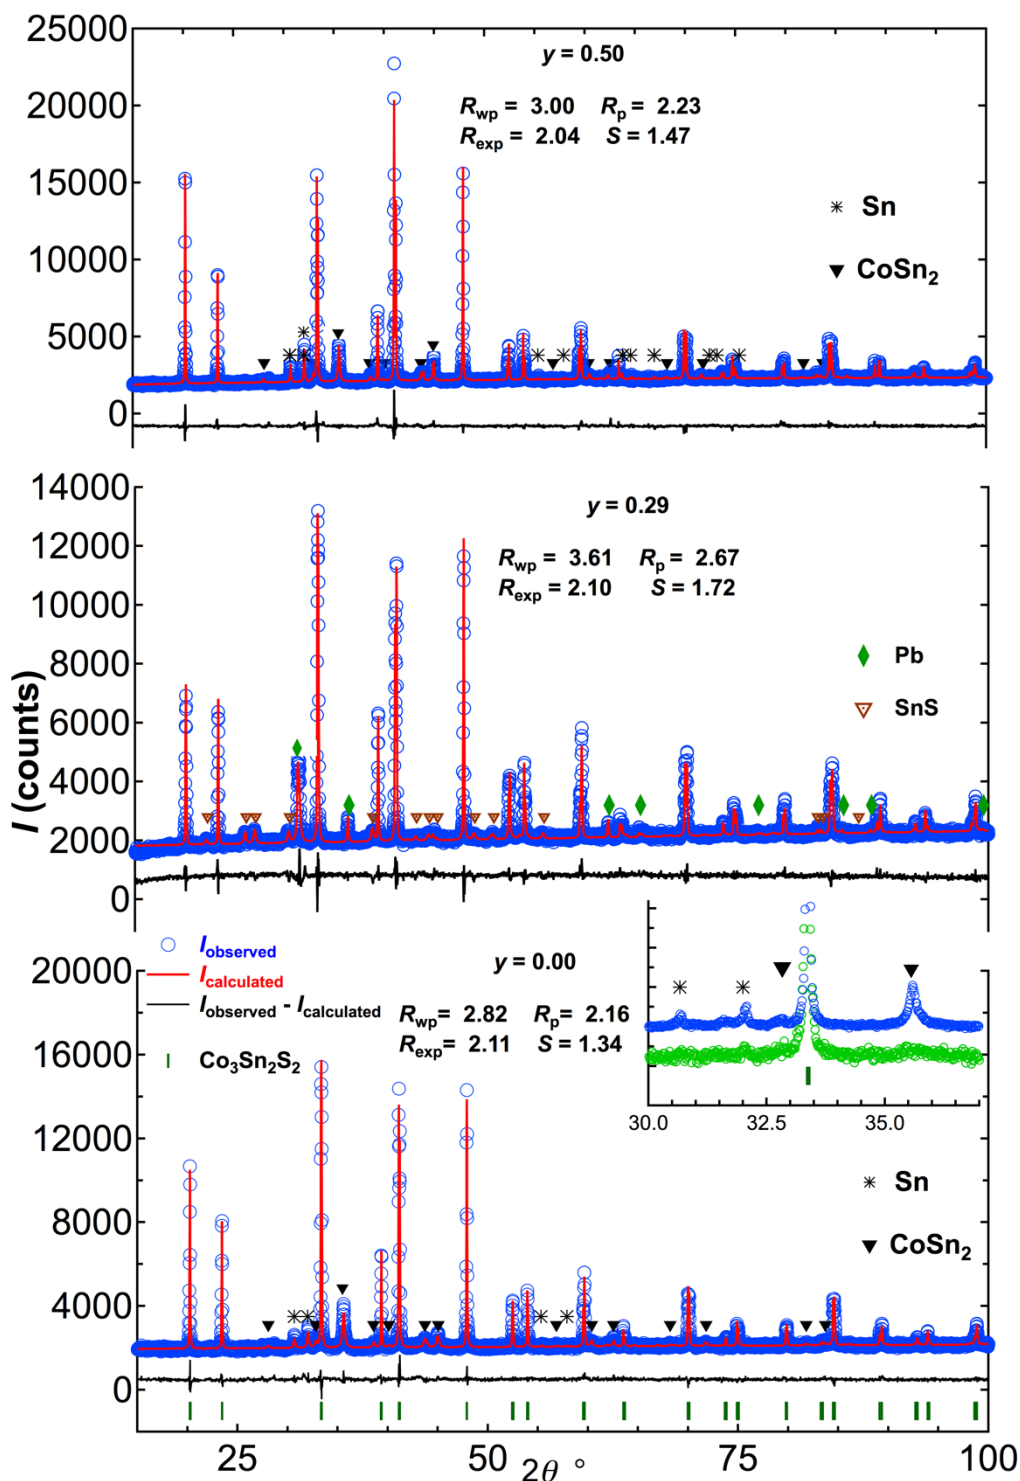 25000
20000
15000
10000
5000
0
y = 0.50
Rwp = 3.00 Rp = 2.23
Rexp = 2.04 S = 1.47
Sn
CoSn2
14000
12000
10000
8000
6000
4000
2000
0
y = 0.29
Rwp = 3.61 Rp = 2.67
Rexp = 2.10 S = 1.72
Pb
SnS
I (counts)
Iobserved
Icalculated
Iobserved - Icalculated
Co3Sn2S2
20000
16000
12000
8000
4000
0
y = 0.00
Rwp= 2.82 Rp= 2.16
Rexp= 2.11 S = 1.34
30.0 32.5 35.0
Sn
CoSn2
25 50 75 100
2θ °